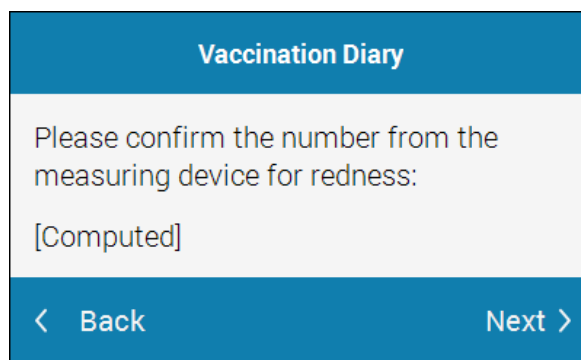 Vaccination Diary
Please confirm the number from the
measuring device for redness:
[Computed]
Back
Next